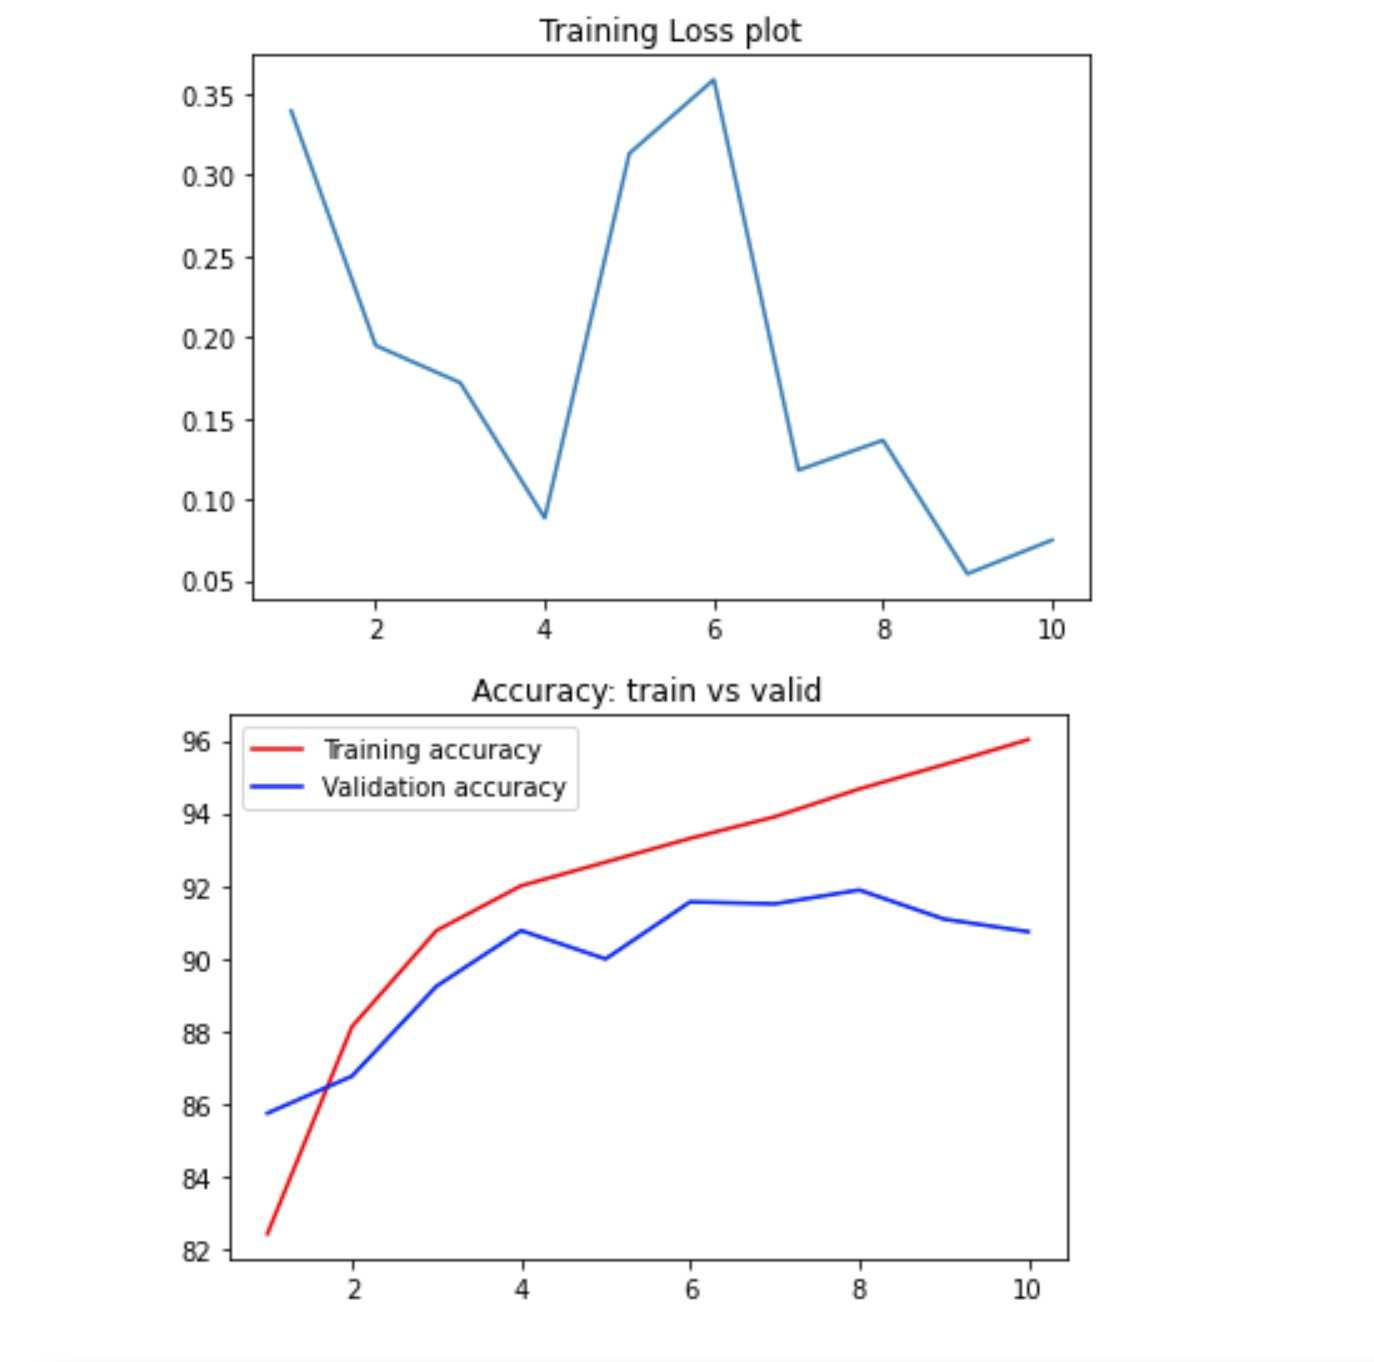 Training Loss plot
0.35
0.30
0.25
0.20
0.15
0.10
0.05
2 4 6 8 10
Accuracy: train vs valid
Training accuracy
Validation accuracy
96
94
92
90
88
86
84
82
2 4 6 8 10